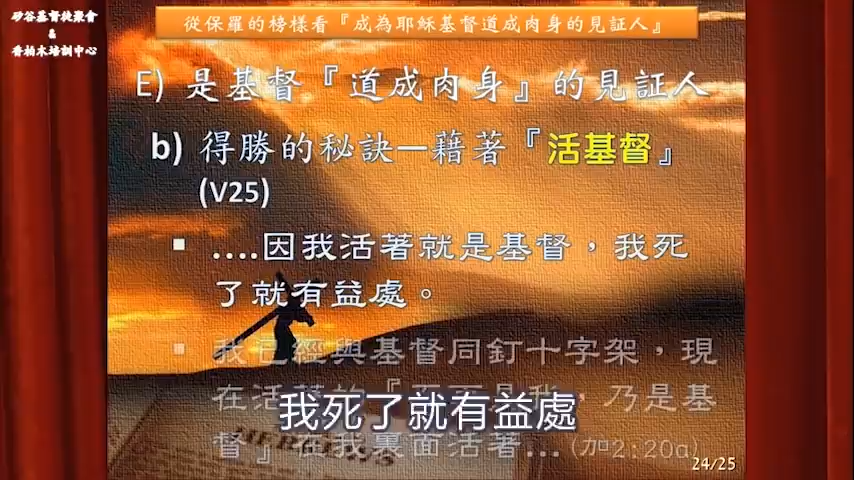 矽谷基督徒聚會
&
香柏木培訓中心
從保羅的榜樣看『成為耶穌基督道成肉身的見証人』
E) 是基督『道成肉身』的見証人
b) 得勝的秘訣—藉著『活基督』
(V25)
▪ ....因我活著就是基督，我死
了就有益處。
▪ 我已經與基督同釘十字架，現
在活著的『不再是我，乃是基
督』在我裏面活著...(加2:20a)
我死了就有益處
HEBREWS
24/25